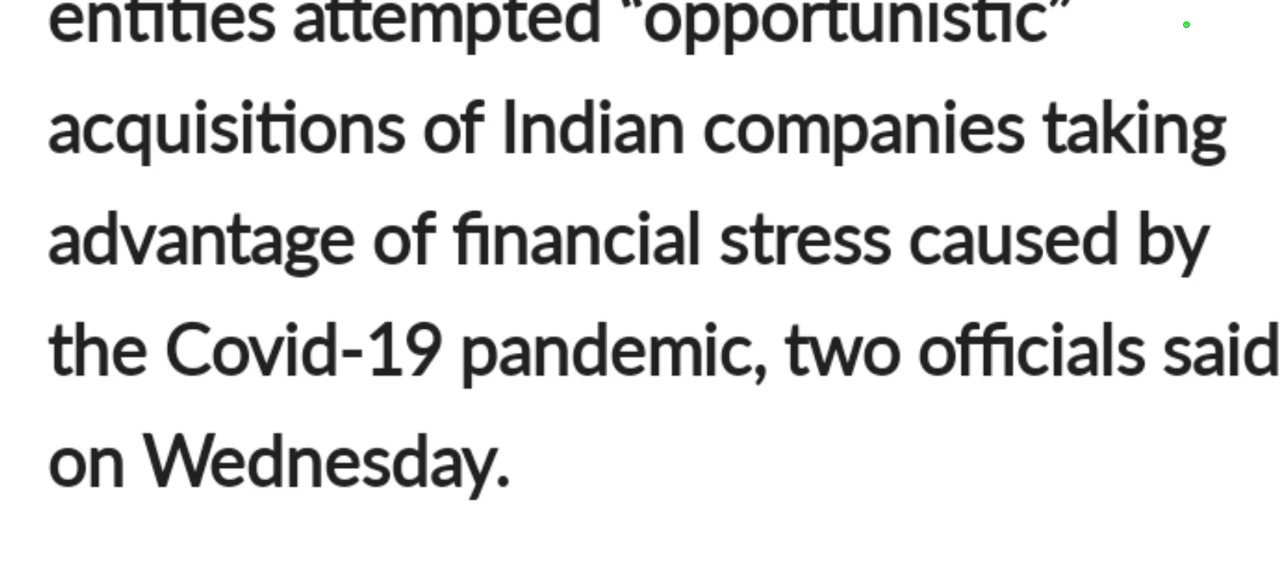 entities attempted “opportunistic”
acquisitions of Indian companies taking
advantage of financial stress caused by
the Covid-19 pandemic, two officials said
on Wednesday.